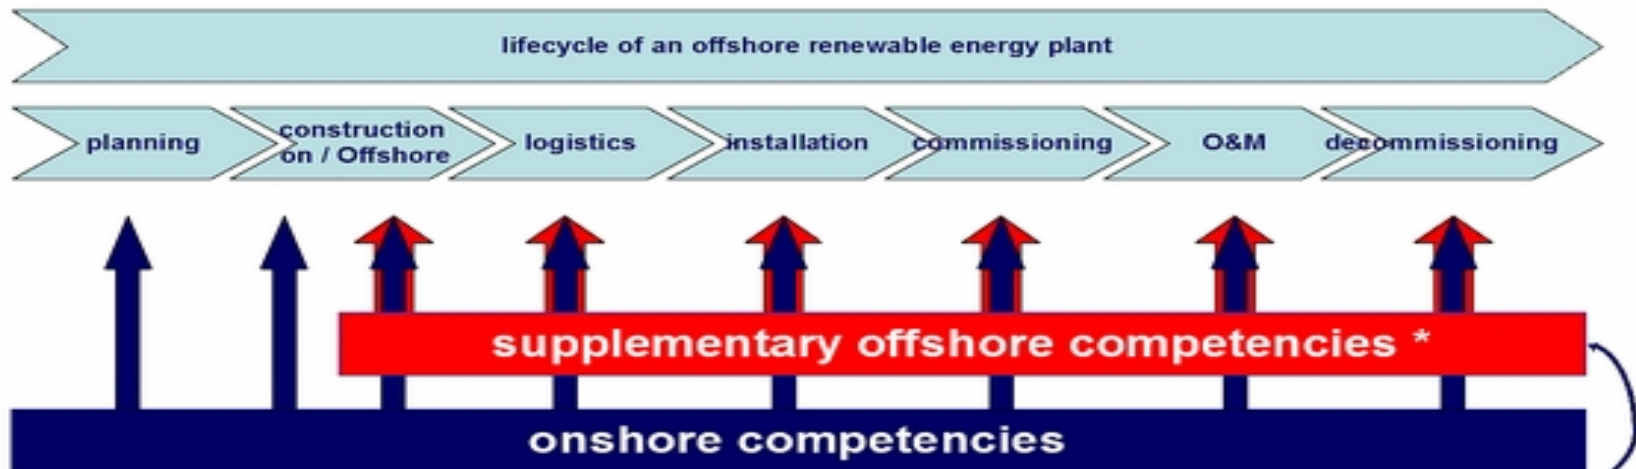 lifecycle of an offshore renewable energy plant
planning
construction
on / Offshore
logistics
installation
commissioning
O&M
decommissioning
supplementary offshore competencies *
onshore competencies